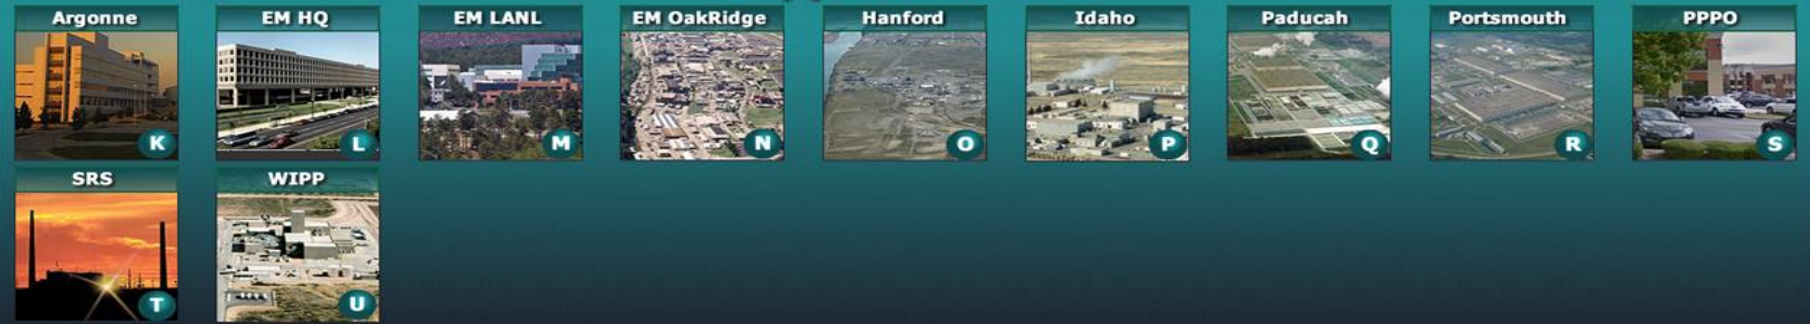 Argonne
K
EM HQ
L
EM LANL
M
EM OakRidge
N
Hanford
O
Idaho
P
Paducah
Q
Portsmouth
R
PPPO
S
SRS
T
WIPP
U